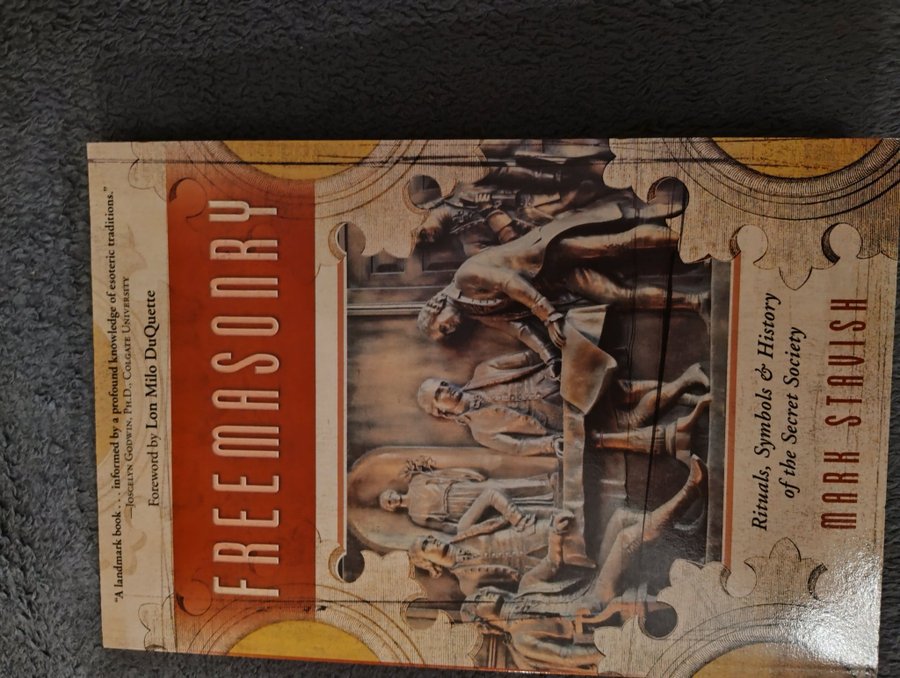 "A landmark book . . . informed by a profound knowledge of esoteric traditions."
—Joscelyn Godwin, Ph.D., Colgate University
Foreword by Lon Milo DuQuette
FREEMASONRY
Rituals, Symbols & History
of the Secret Society
MARK STAVISH